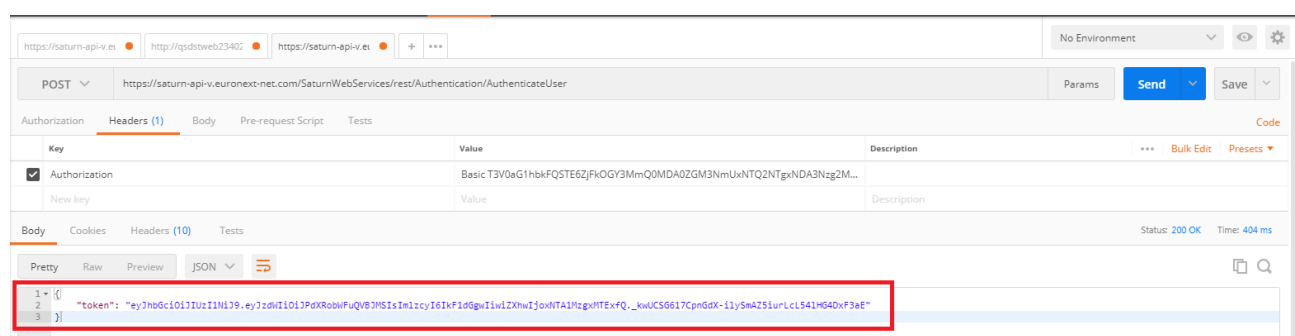 https://saturn-api-v.eu
http://qsdstweb23402
https://saturn-api-v.eu
+
•••
No Environment
POST
https://saturn-api-v.euronext-net.com/SaturnWebServices/rest/Authentication/AuthenticateUser
Params
Send
Save
Authorization Headers (1) Body Pre-request Script Tests
Code
Key Value Description ••• Bulk Edit Presets
Authorization Basic T3V0aG1hbkFQSTE6ZjFkOGY3MmQ0MDA0ZGM3NmUxNTQ2NTgxNDA3Nzg2M...
New key Value Description
Body Cookies Headers (10) Tests
Status: 200 OK Time: 404 ms
Pretty Raw Preview JSON
1 {
2 "token": "eyJhbGciOiJIUzI1NiJ9.eyJzdWIiOiJPdXRobWFuQVBJMSIsImlzcyI6IkF1dGgwIiwiZXhwIjoxNTA1MzgxMTExfQ._kwUCSG617CpnGdX-ilySmAZ5iurLcL541HG4DxF3aE"
3 }